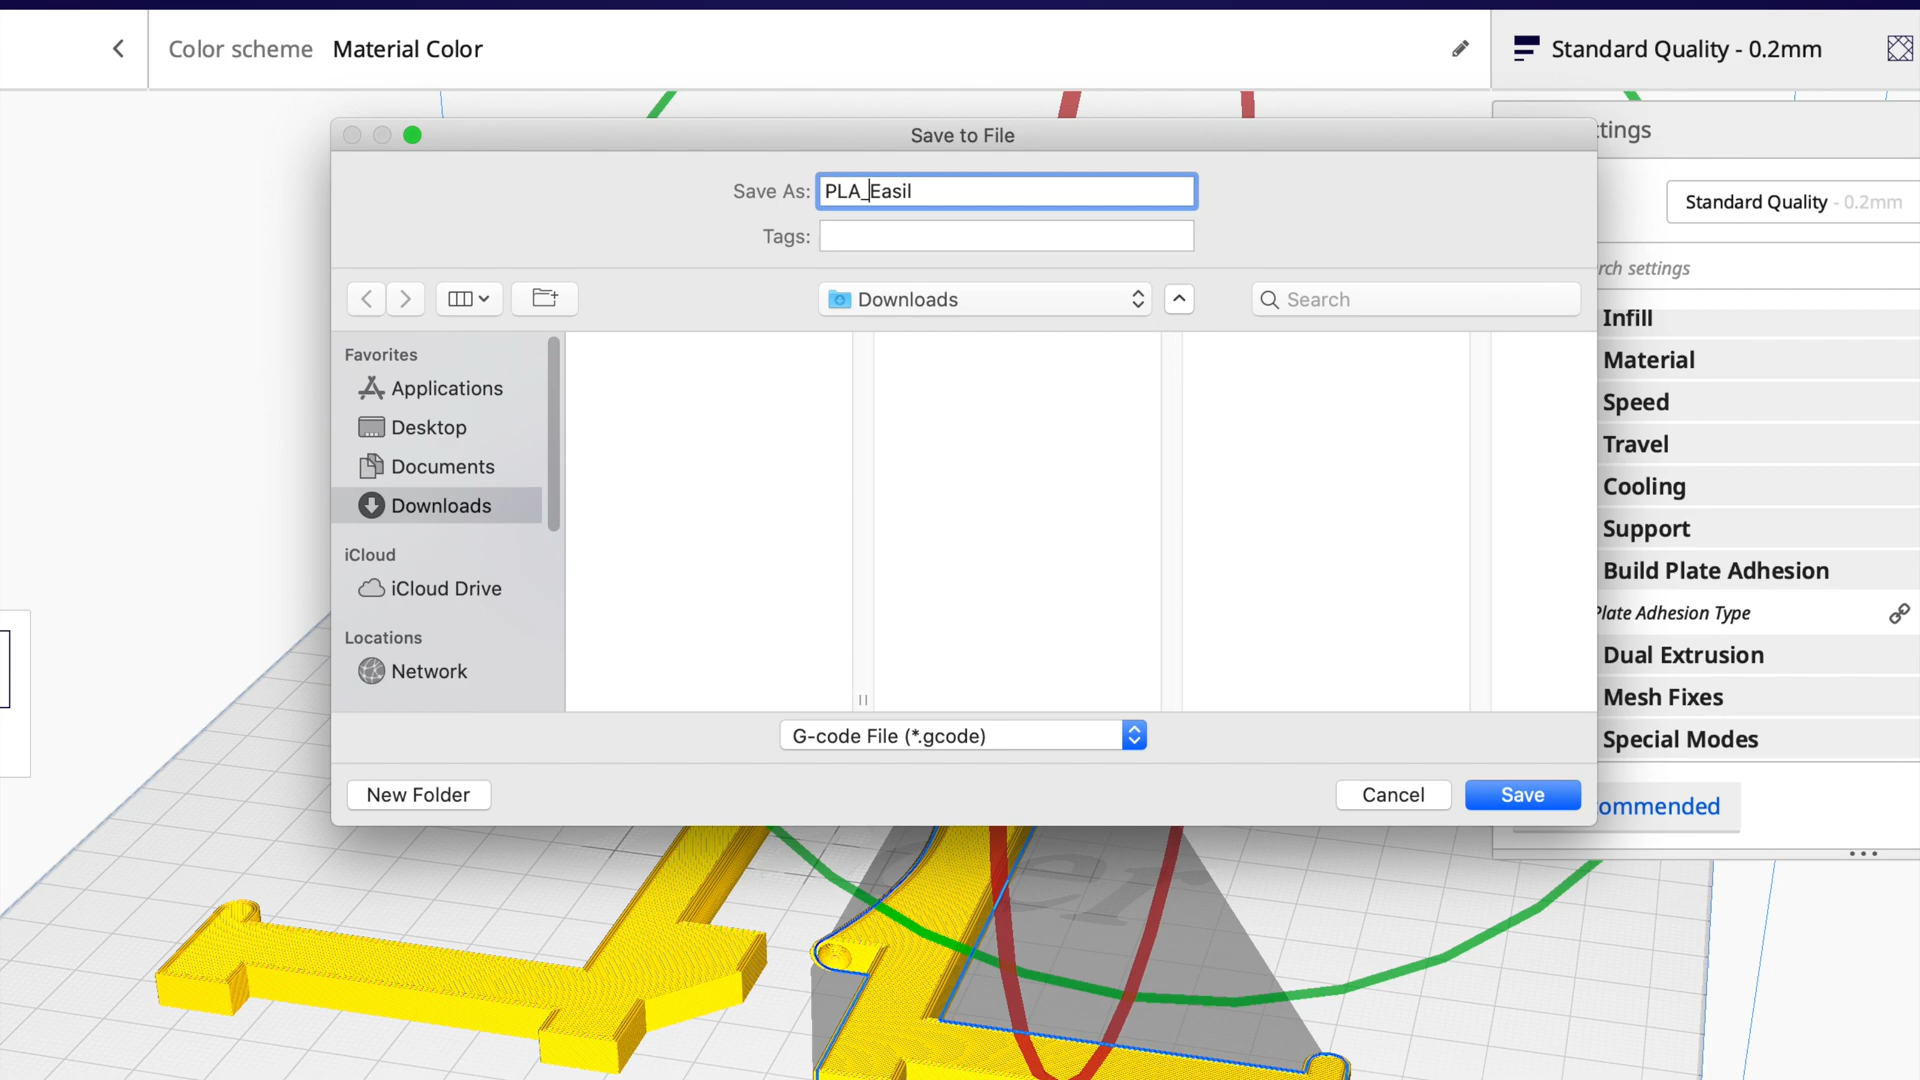 Color scheme Material Color
Standard Quality - 0.2mm
Save to File
ttings
Save As: PLA_Easil
Standard Quality - 0.2mm
Tags:
rch settings
Downloads
Search
Favorites
Applications
Desktop
Documents
Downloads
iCloud
iCloud Drive
Locations
Network
Infill
Material
Speed
Travel
Cooling
Support
Build Plate Adhesion
Plate Adhesion Type
Dual Extrusion
Mesh Fixes
Special Modes
G-code File (*.gcode)
New Folder
Cancel
Save
ommended
er